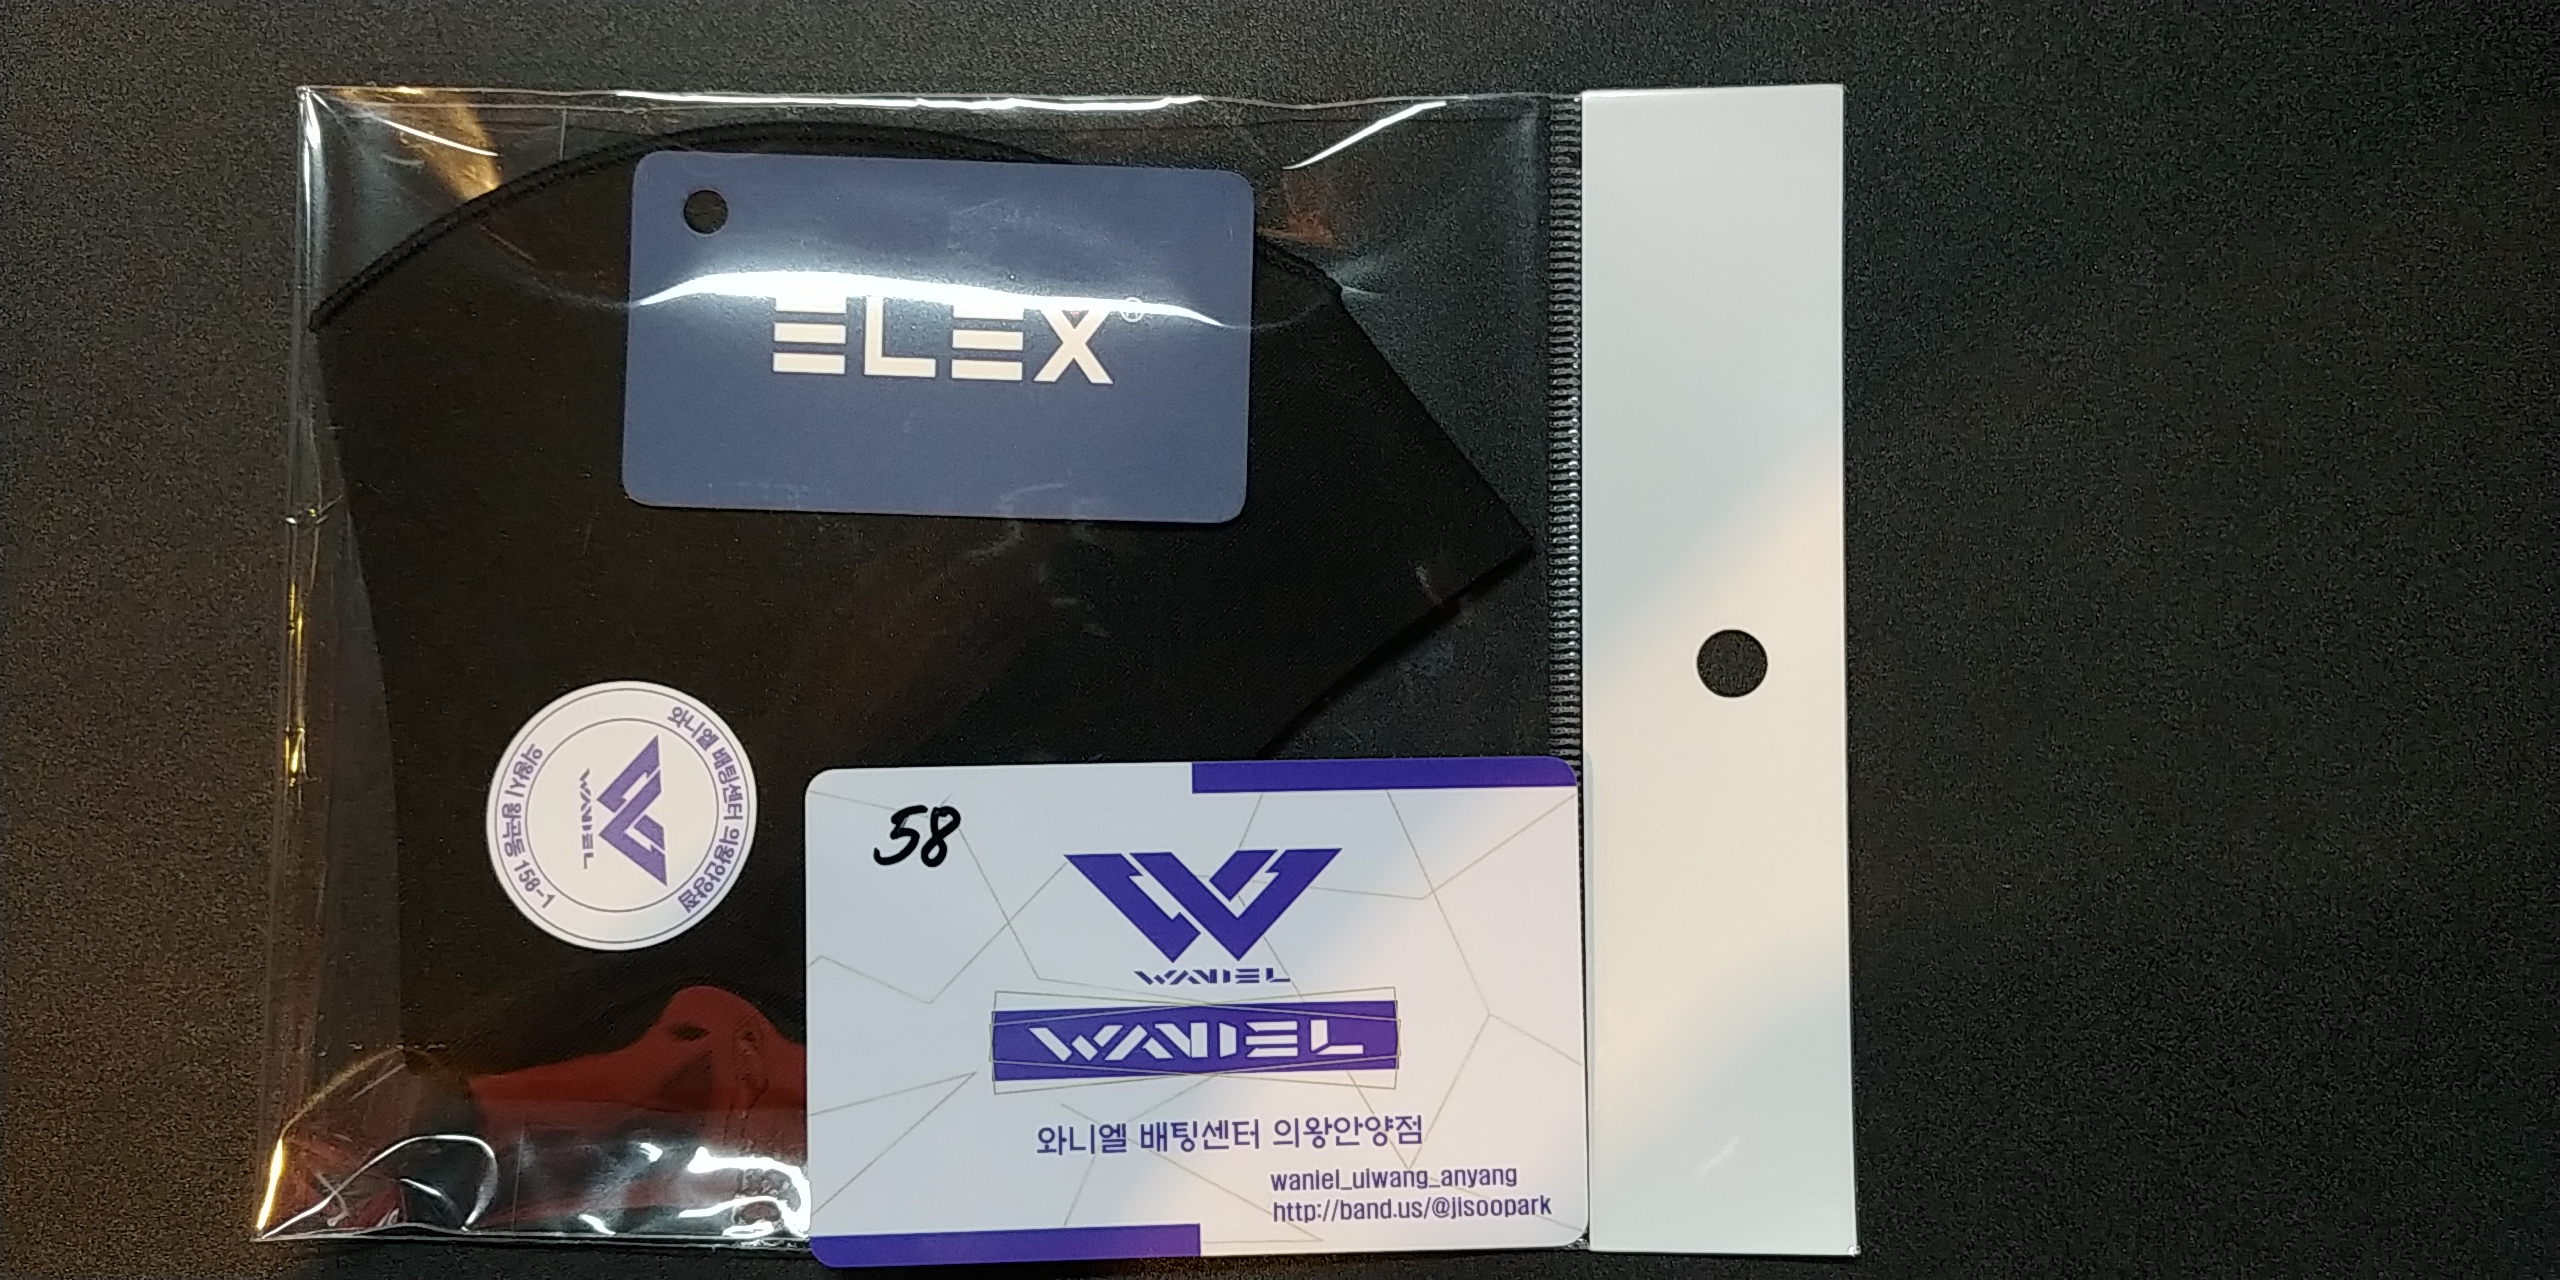 ELEX®
와니엘 배팅센터 의왕안양점
WANIEL
의왕시 왕곡동 158-1
58
WANIEL
WANIEL
와니엘 배팅센터 의왕안양점
waniel_uiwang_anyang
http://band.us/@jisoopark